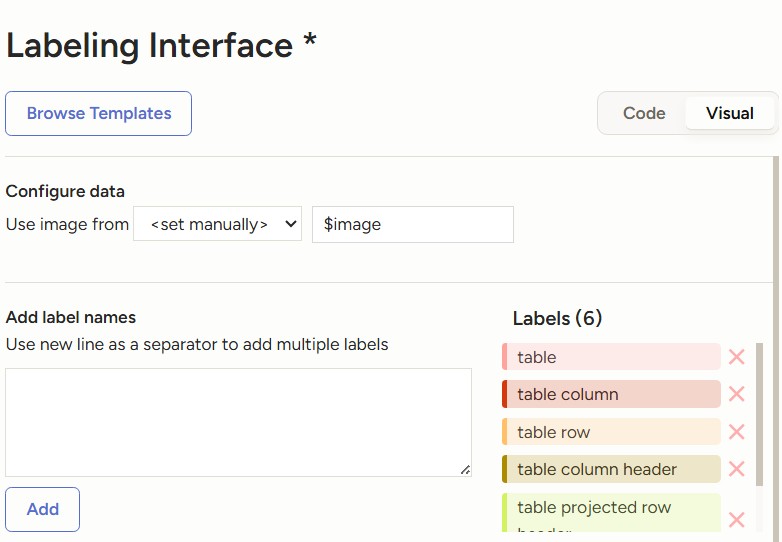 Labeling Interface *
Browse Templates
Code Visual
Configure data
Use image from <set manually> $image
Add label names
Use new line as a separator to add multiple labels
Add
Labels (6)
table
table column
table row
table column header
table projected row
header